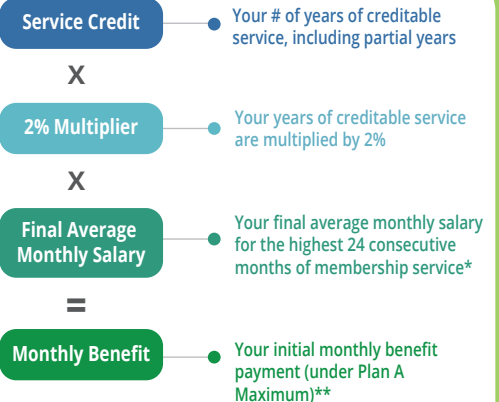 Service Credit
Your # of years of creditable
service, including partial years
X
2% Multiplier
Your years of creditable service
are multiplied by 2%
X
Final Average
Monthly Salary
Your final average monthly salary
for the highest 24 consecutive
months of membership service*
=
Monthly Benefit
Your initial monthly benefit
payment (under Plan A
Maximum)**